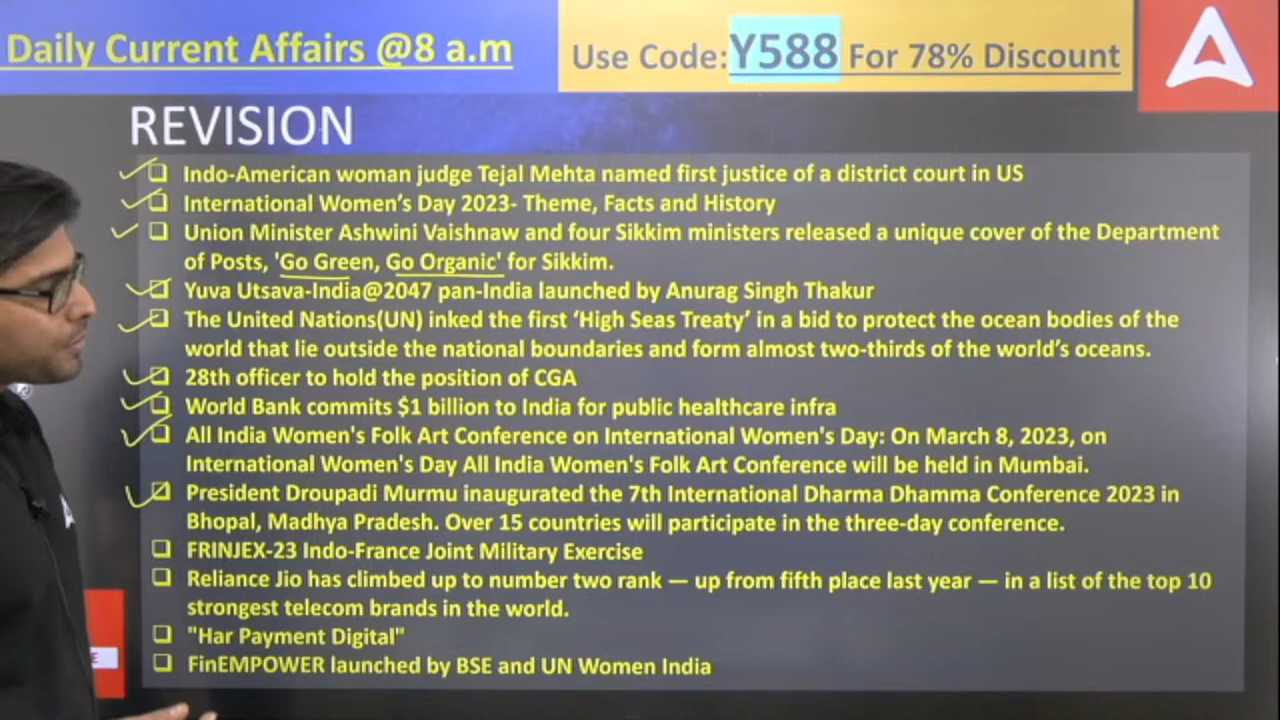 Daily Current Affairs @8 a.m
Use Code:Y588 For 78% Discount
REVISION
Indo-American woman judge Tejal Mehta named first justice of a district court in US
International Women’s Day 2023- Theme, Facts and History
Union Minister Ashwini Vaishnaw and four Sikkim ministers released a unique cover of the Department
of Posts, 'Go Green, Go Organic' for Sikkim.
Yuva Utsava-India@2047 pan-India launched by Anurag Singh Thakur
The United Nations(UN) inked the first ‘High Seas Treaty’ in a bid to protect the ocean bodies of the
world that lie outside the national boundaries and form almost two-thirds of the world’s oceans.
28th officer to hold the position of CGA
World Bank commits $1 billion to India for public healthcare infra
All India Women's Folk Art Conference on International Women's Day: On March 8, 2023, on
International Women's Day All India Women's Folk Art Conference will be held in Mumbai.
President Droupadi Murmu inaugurated the 7th International Dharma Dhamma Conference 2023 in
Bhopal, Madhya Pradesh. Over 15 countries will participate in the three-day conference.
FRINJEX-23 Indo-France Joint Military Exercise
Reliance Jio has climbed up to number two rank — up from fifth place last year — in a list of the top 10
strongest telecom brands in the world.
"Har Payment Digital"
FinEMPOWER launched by BSE and UN Women India